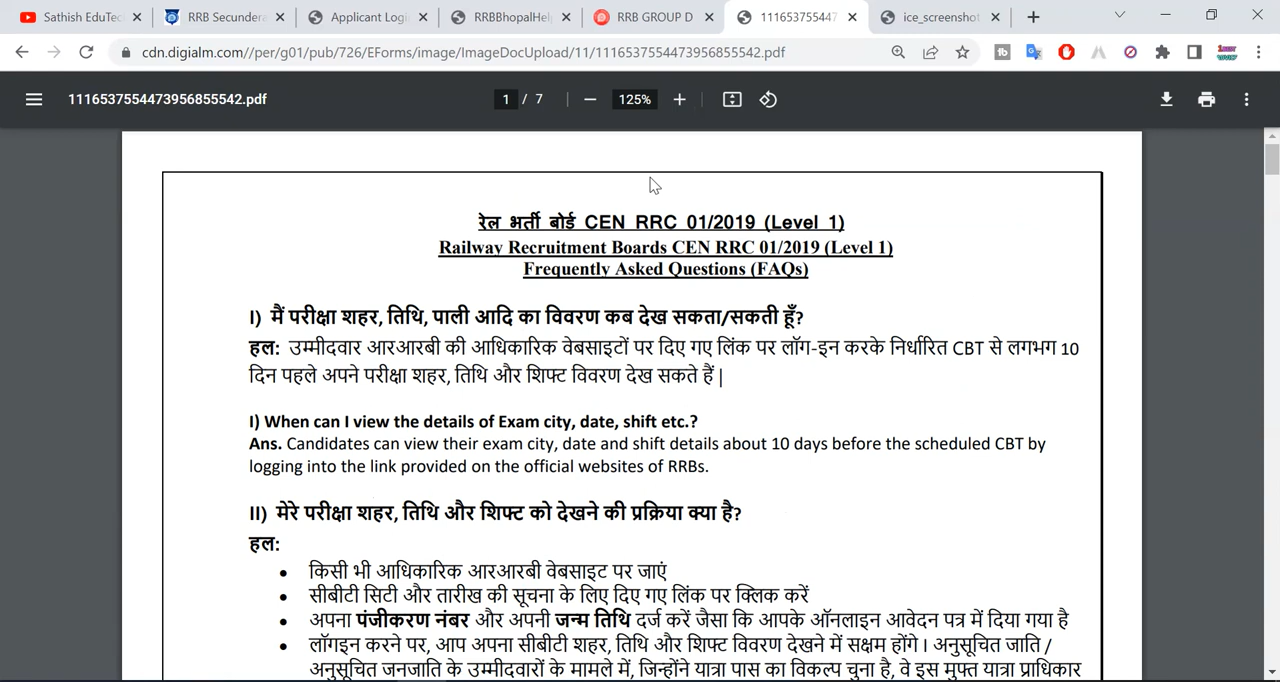 Sathish EduTec
RRB Secundera
Applicant Logi
RRBBhopalHel
RRB GROUP D
1116537554473
ice_screenshot
cdn.digialm.com//per/g01/pub/726/EForms/image/ImageDocUpload/11/1116537554473956855542.pdf
1116537554473956855542.pdf
1 / 7
125%
रेल भर्ती बोर्ड CEN RRC 01/2019 (Level 1)
Railway Recruitment Boards CEN RRC 01/2019 (Level 1)
Frequently Asked Questions (FAQs)
I) मैं परीक्षा शहर, तिथि, पाली आदि का विवरण कब देख सकता/सकती हूँ?
हल: उम्मीदवार आरआरबी की आधिकारिक वेबसाइटों पर दिए गए लिंक पर लॉग-इन करके निर्धारित CBT से लगभग 10
दिन पहले अपने परीक्षा शहर, तिथि और शिफ्ट विवरण देख सकते हैं |
I) When can I view the details of Exam city, date, shift etc.?
Ans. Candidates can view their exam city, date and shift details about 10 days before the scheduled CBT by
logging into the link provided on the official websites of RRBs.
II) मेरे परीक्षा शहर, तिथि और शिफ्ट को देखने की प्रक्रिया क्या है?
हल:
• किसी भी आधिकारिक आरआरबी वेबसाइट पर जाएं
• सीबीटी सिटी और तारीख की सूचना के लिए दिए गए लिंक पर क्लिक करें
• अपना पंजीकरण नंबर और अपनी जन्म तिथि दर्ज करें जैसा कि आपके ऑनलाइन आवेदन पत्र में दिया गया है
• लॉगइन करने पर, आप अपना सीबीटी शहर, तिथि और शिफ्ट विवरण देखने में सक्षम होंगे। अनुसूचित जाति /
अनुसूचित जनजाति के उम्मीदवारों के मामले में, जिन्होंने यात्रा पास का विकल्प चुना है, वे इस मुफ्त यात्रा प्राधिकार